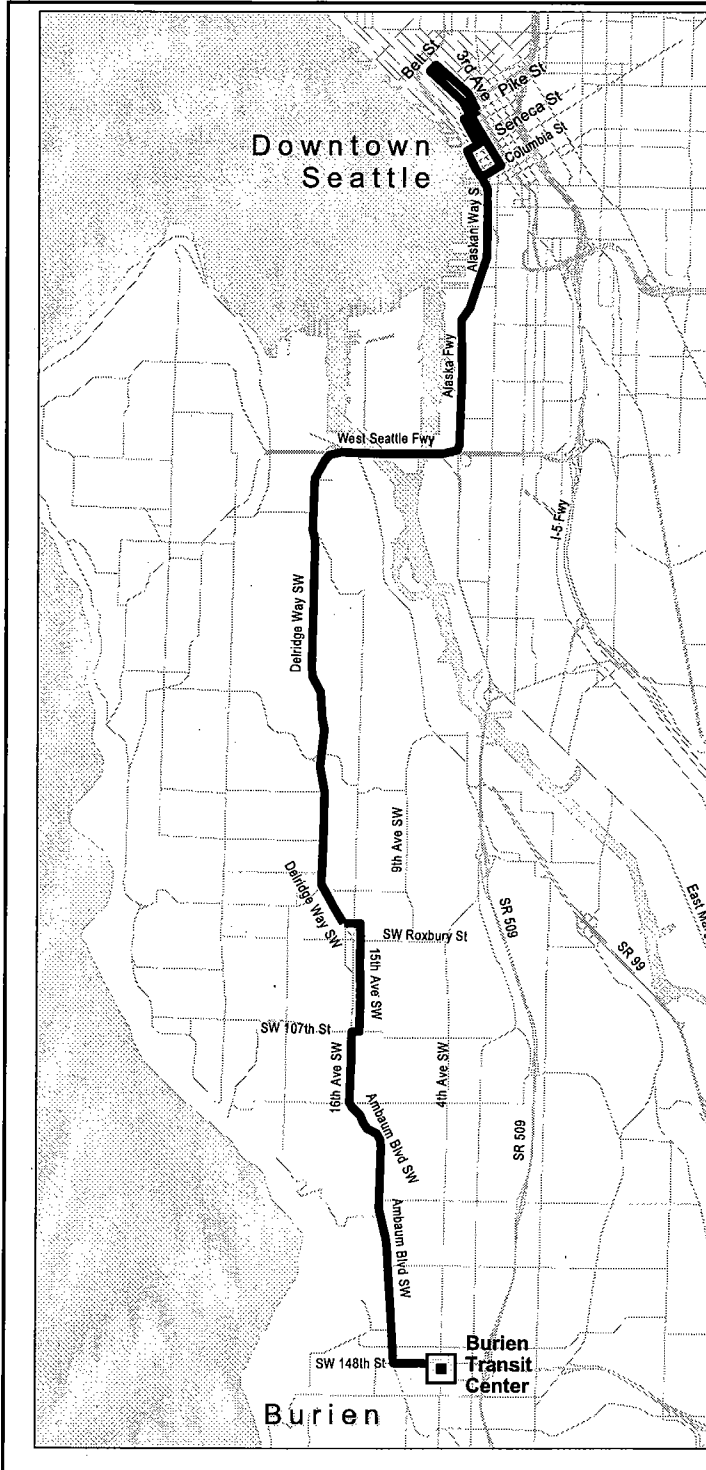 Bell St
3rd Ave
Pike St
Seneca St
Columbia St
Downtown
Seattle
Alaskan Way S
Alaska Fwy
West Seattle Fwy
I-5 Fwy
Delridge Way SW
9th Ave SW
Delridge Way SW
SR 509
East Ma
SW Roxbury St
SR 99
15th Ave SW
SW 107th St
16th Ave SW
4th Ave SW
Ambaum Blvd SW
SR 509
Ambaum Blvd SW
Burien
Transit
Center
SW 148th St
Burien